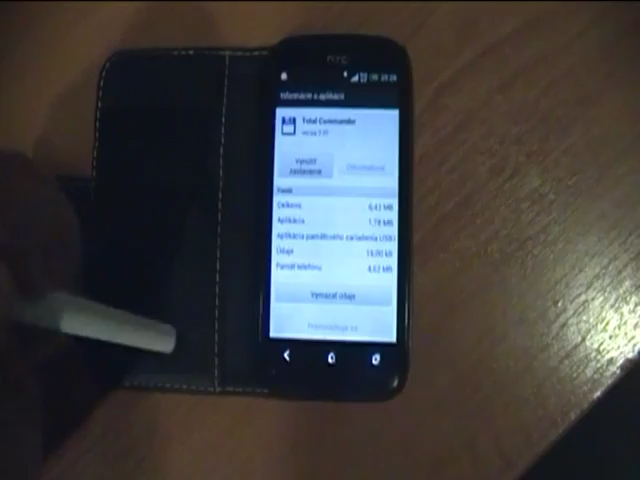 hTC
Informácie o aplikácii
Total Commander
Vynútiť
zastavenie
Odinštalovať
Celkovo 6,43 MB
Aplikácia 1,78 MB
Aplikácia pamäťového zariadenia USB
Údaje
Pamäť telefónu 4,62 MB
Vymazať údaje